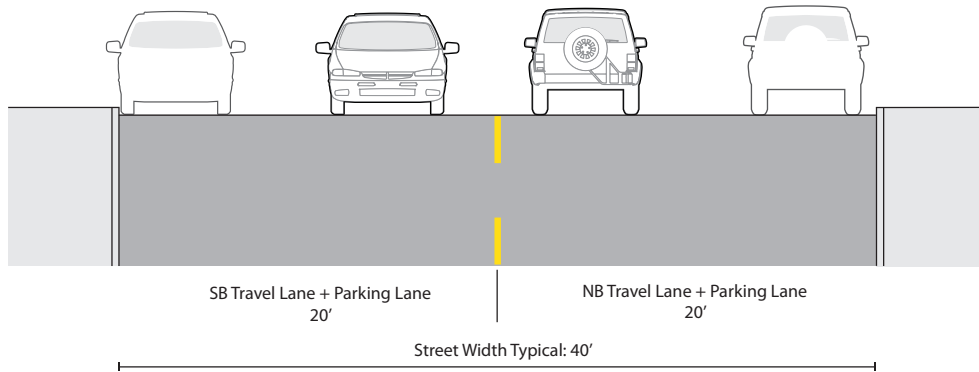 SB Travel Lane + Parking Lane
20’
NB Travel Lane + Parking Lane
20’
Street Width Typical: 40’